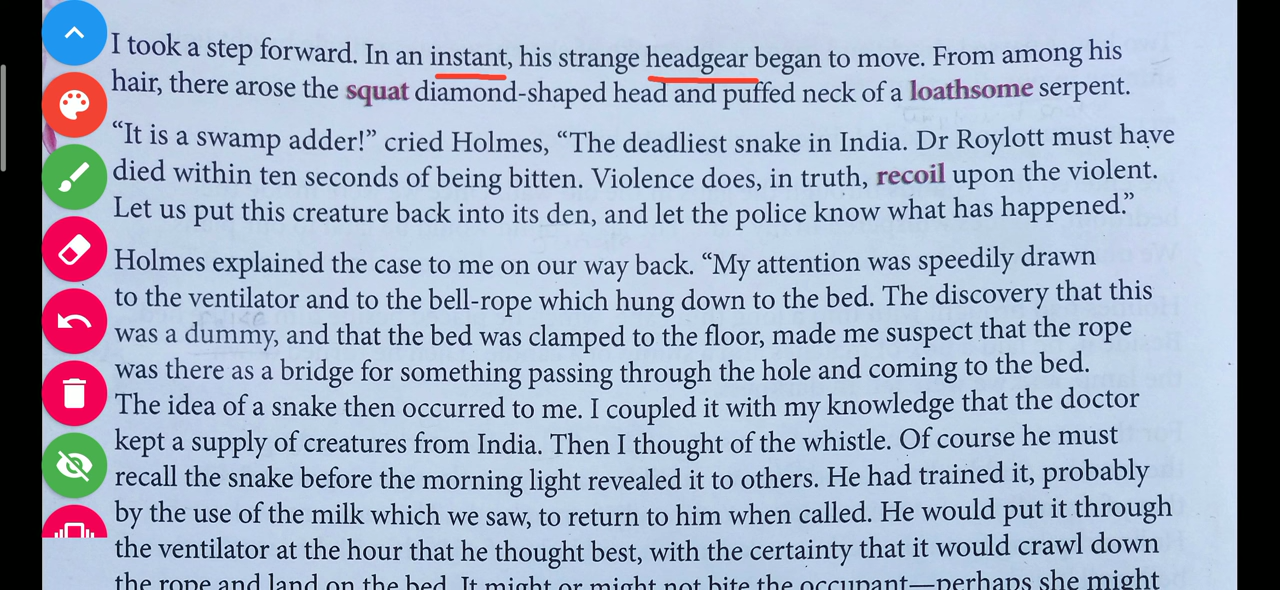 I took a step forward. In an instant, his strange headgear began to move. From among his
hair, there arose the squat diamond-shaped head and puffed neck of a loathsome serpent.
“It is a swamp adder!” cried Holmes, “The deadliest snake in India. Dr Roylott must have
died within ten seconds of being bitten. Violence does, in truth, recoil upon the violent.
Let us put this creature back into its den, and let the police know what has happened.”
Holmes explained the case to me on our way back. “My attention was speedily drawn
to the ventilator and to the bell-rope which hung down to the bed. The discovery that this
was a dummy, and that the bed was clamped to the floor, made me suspect that the rope
was there as a bridge for something passing through the hole and coming to the bed.
The idea of a snake then occurred to me. I coupled it with my knowledge that the doctor
kept a supply of creatures from India. Then I thought of the whistle. Of course he must
recall the snake before the morning light revealed it to others. He had trained it, probably
by the use of the milk which we saw, to return to him when called. He would put it through
the ventilator at the hour that he thought best, with the certainty that it would crawl down
the rope and land on the bed. It might or might not bite the occupant—perhaps she might